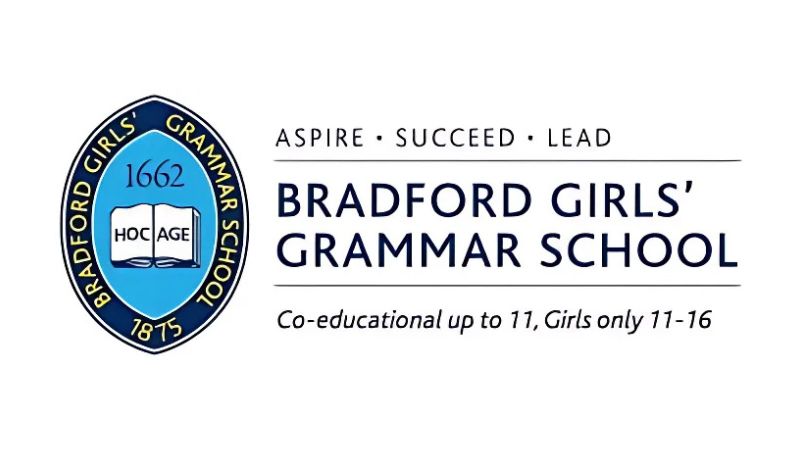 BRADFORD GIRLS' GRAMMAR SCHOOL
1662
HOC AGE
1875
ASPIRE • SUCCEED • LEAD
BRADFORD GIRLS'
GRAMMAR SCHOOL
Co-educational up to 11, Girls only 11-16